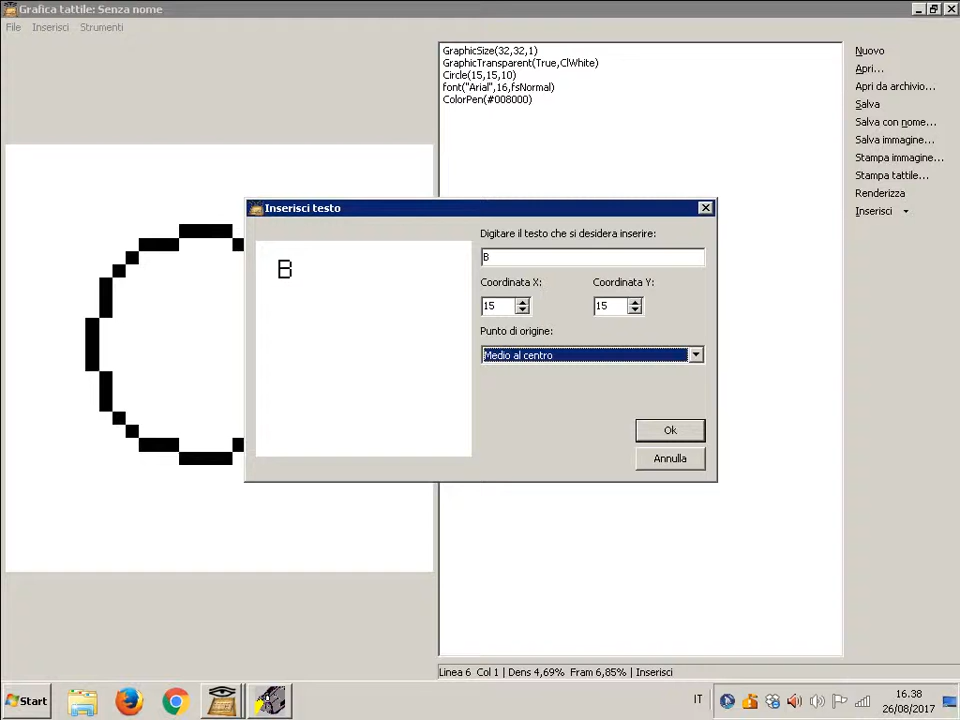 Grafica tattile: Senza nome
File Inserisci Strumenti
GraphicSize(32,32,1)
GraphicTransparent(True,ClWhite)
Circle(15,15,10)
font("Arial",16,fsNormal)
ColorPen(#008000)
Nuovo
Apri...
Apri da archivio...
Salva
Salva con nome...
Salva immagine...
Stampa immagine...
Stampa tattile...
Renderizza
Inserisci
Inserisci testo
B
Digitare il testo che si desidera inserire:
B
Coordinata X: Coordinata Y:
15 15
Punto di origine:
Medio al centro
Ok
Annulla
Linea 6 Col 1 | Dens 4,69% Fram 6,85% | Inserisci
Start
IT
16.38
26/08/2017